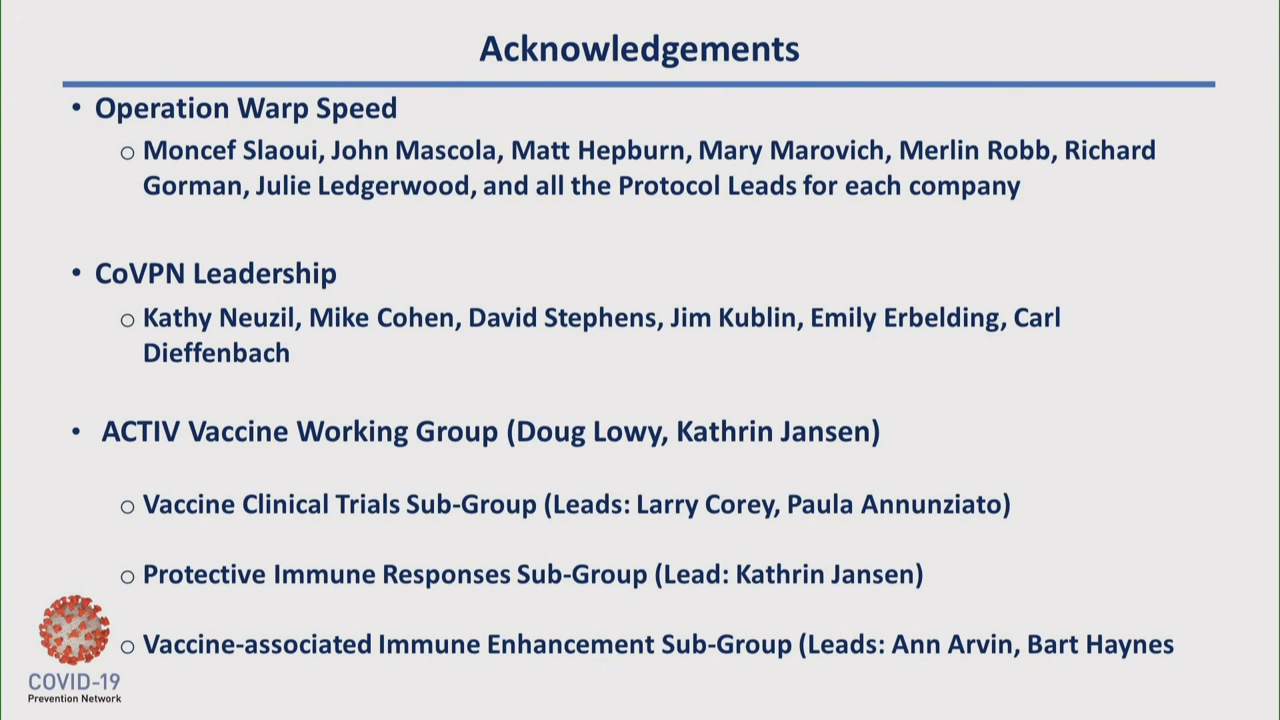 Acknowledgements
• Operation Warp Speed
○ Moncef Slaoui, John Mascola, Matt Hepburn, Mary Marovich, Merlin Robb, Richard
Gorman, Julie Ledgerwood, and all the Protocol Leads for each company
• CoVPN Leadership
○ Kathy Neuzil, Mike Cohen, David Stephens, Jim Kublin, Emily Erbelding, Carl
Dieffenbach
• ACTIV Vaccine Working Group (Doug Lowy, Kathrin Jansen)
○ Vaccine Clinical Trials Sub-Group (Leads: Larry Corey, Paula Annunziato)
○ Protective Immune Responses Sub-Group (Lead: Kathrin Jansen)
○ Vaccine-associated Immune Enhancement Sub-Group (Leads: Ann Arvin, Bart Haynes
COVID-19
Prevention Network